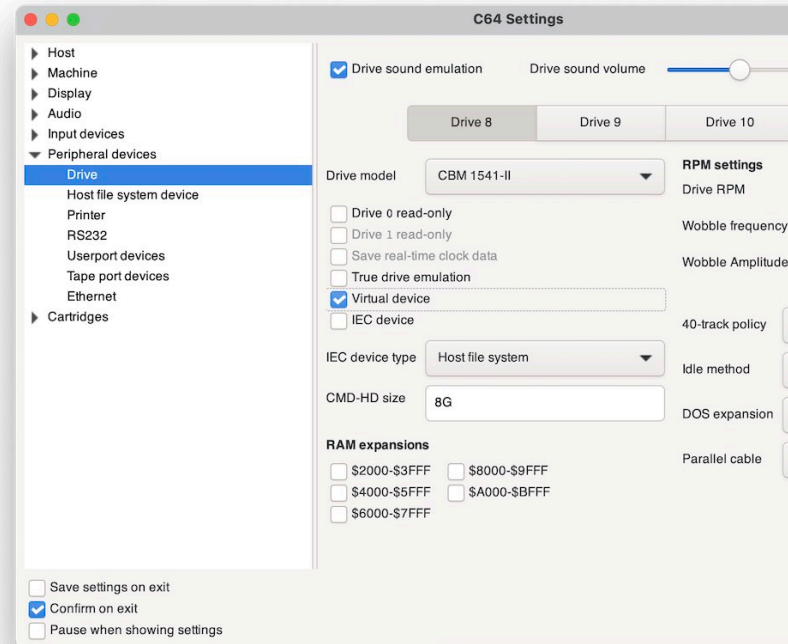 C64 Settings
Host
Machine
Display
Audio
Input devices
Peripheral devices
Drive
Host file system device
Printer
RS232
Userport devices
Tape port devices
Ethernet
Cartridges
Save settings on exit
Confirm on exit
Pause when showing settings
Drive sound emulation
Drive sound volume
Drive 8
Drive 9
Drive 10
Drive model
CBM 1541-II
Drive 0 read-only
Drive 1 read-only
Save real-time clock data
True drive emulation
Virtual device
IEC device
IEC device type
Host file system
CMD-HD size
8G
RAM expansions
$2000-$3FFF
$8000-$9FFF
$4000-$5FFF
$A000-$BFFF
$6000-$7FFF
RPM settings
Drive RPM
Wobble frequency
Wobble Amplitude
40-track policy
Idle method
DOS expansion
Parallel cable